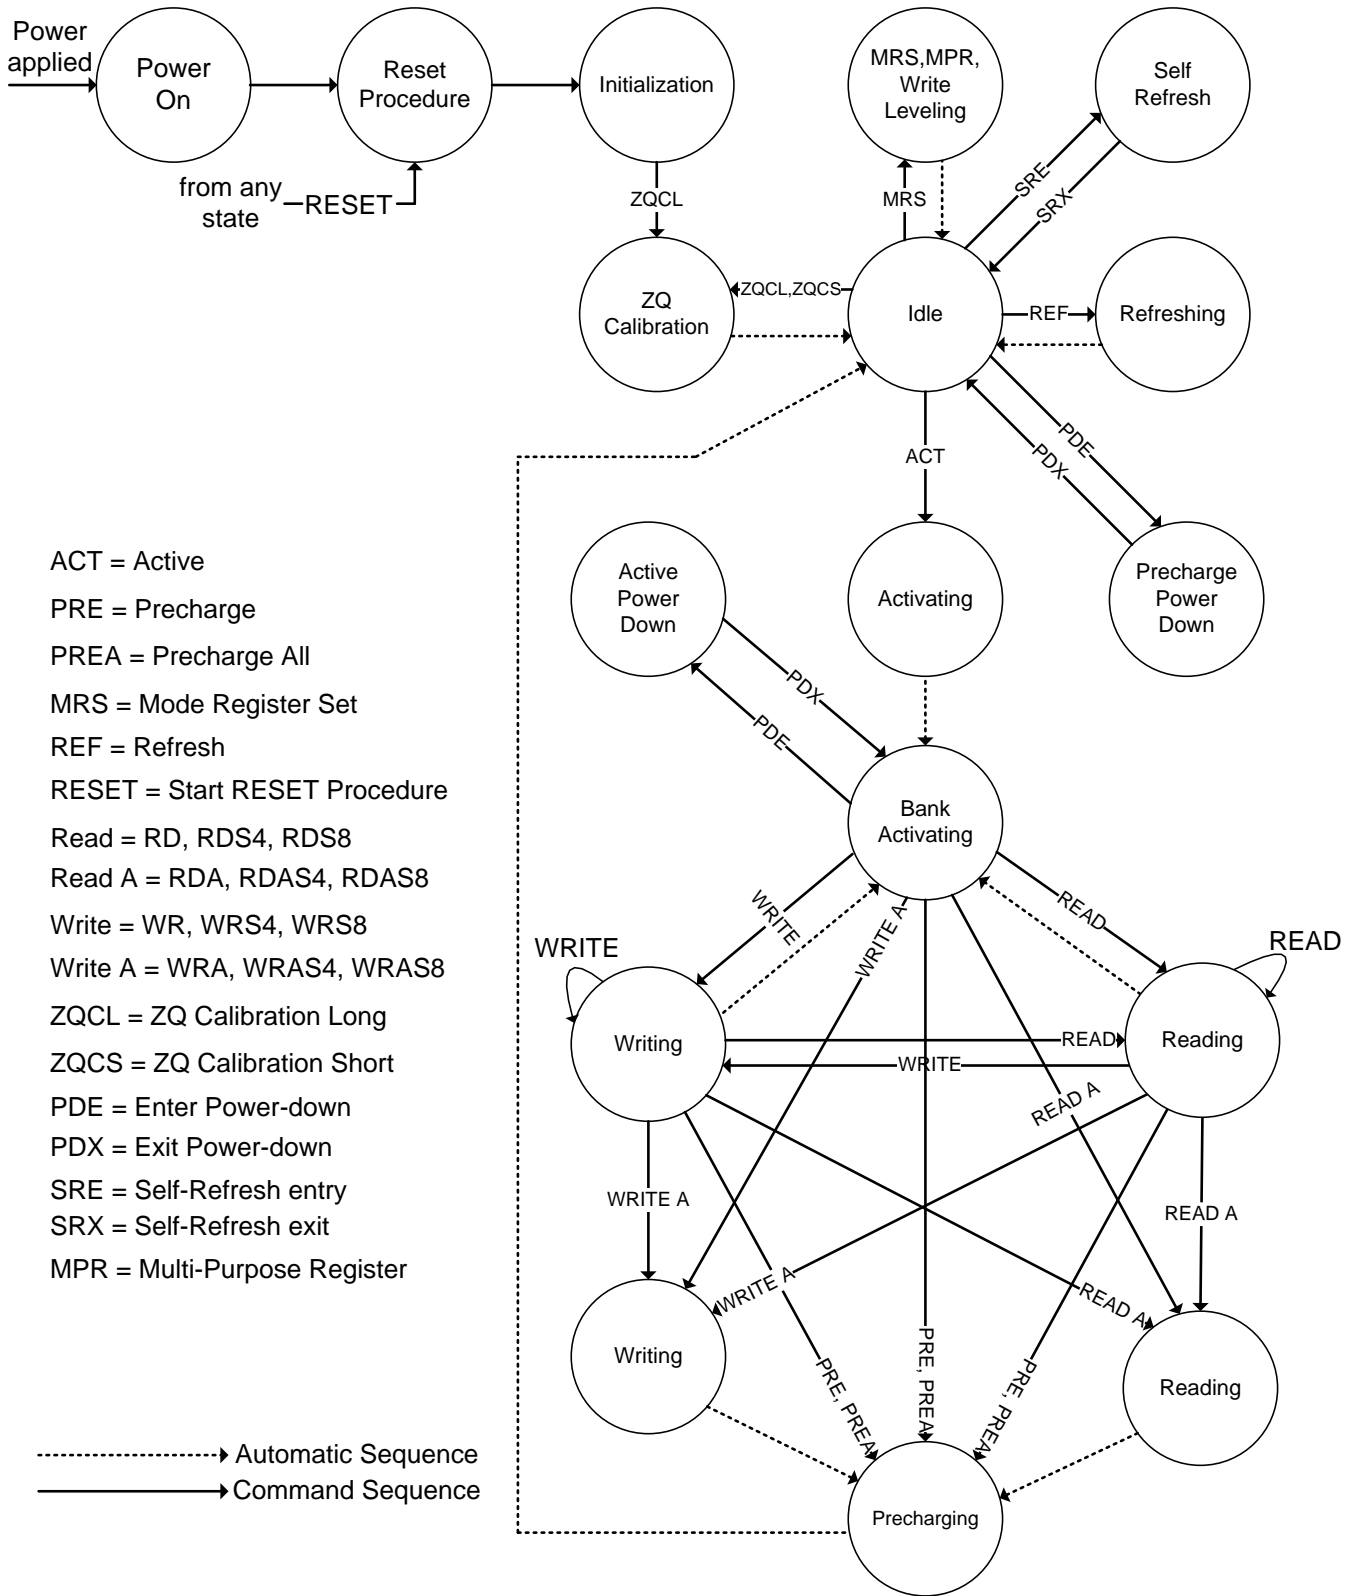 Power
applied
Power
On
Reset
Procedure
Initialization
MRS,MPR,
Write
Leveling
Self
Refresh
from any
state
RESET
ZQCL
MRS
SRE
SRX
ZQ
Calibration
ZQCL,ZQCS
Idle
REF
Refreshing
ACT
PDE
PDX
Active
Power
Down
Activating
Precharge
Power
Down
PDX
PDE
Bank
Activating
WRITE
WRITE A
READ
WRITE
READ
Writing
READ
WRITE
Reading
READ A
WRITE A
READ A
WRITE A
READ A
PRE, PREA
PRE, PREA
PRE, PREA
Writing
Reading
Precharging
ACT = Active
PRE = Precharge
PREA = Precharge All
MRS = Mode Register Set
REF = Refresh
RESET = Start RESET Procedure
Read = RD, RDS4, RDS8
Read A = RDA, RDAS4, RDAS8
Write = WR, WRS4, WRS8
Write A = WRA, WRAS4, WRAS8
ZQCL = ZQ Calibration Long
ZQCS = ZQ Calibration Short
PDE = Enter Power-down
PDX = Exit Power-down
SRE = Self-Refresh entry
SRX = Self-Refresh exit
MPR = Multi-Purpose Register
Automatic Sequence
Command Sequence